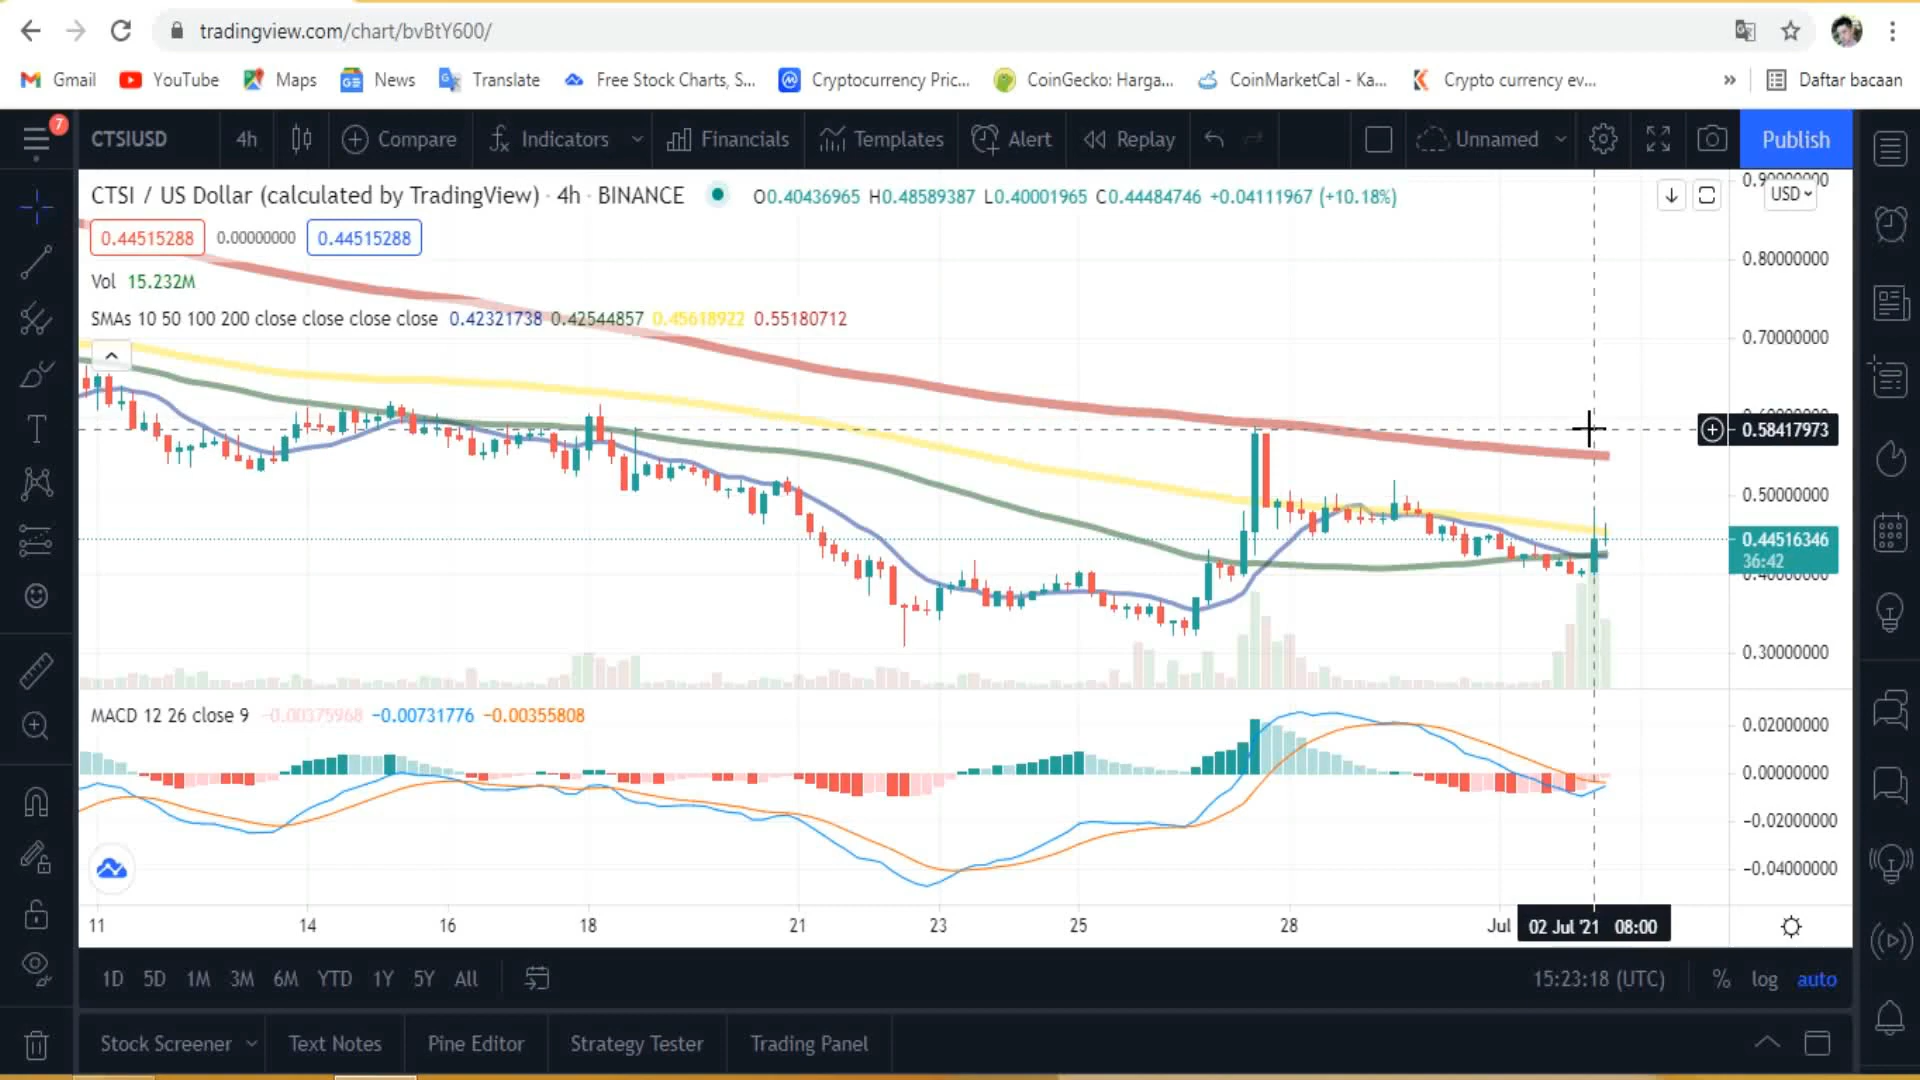 tradingview.com/chart/bvBtY600/
Gmail YouTube Maps News Translate Free Stock Charts, S... Cryptocurrency Pric... CoinGecko: Harga... CoinMarketCal - Ka... Crypto currency ev... » Daftar bacaan
7 CTSIUSD 4h Compare Indicators Financials Templates Alert Replay Unnamed Publish
CTSI / US Dollar (calculated by TradingView) · 4h · BINANCE O0.40436965 H0.48589387 L0.40001965 C0.44484746 +0.04111967 (+10.18%)
USD
0.44515288 0.00000000 0.44515288
Vol 15.232M
SMAs 10 50 100 200 close close close close 0.42321738 0.42544857 0.45618922 0.55180712
0.80000000
0.70000000
0.58417973
0.50000000
0.44516346
36:42
0.30000000
MACD 12 26 close 9 -0.00375968 -0.00731776 -0.00355808
0.02000000
0.00000000
-0.02000000
-0.04000000
11 14 16 18 21 23 25 28 Jul 02 Jul '21 08:00
1D 5D 1M 3M 6M YTD 1Y 5Y All 15:23:18 (UTC) % log auto
Stock Screener Text Notes Pine Editor Strategy Tester Trading Panel